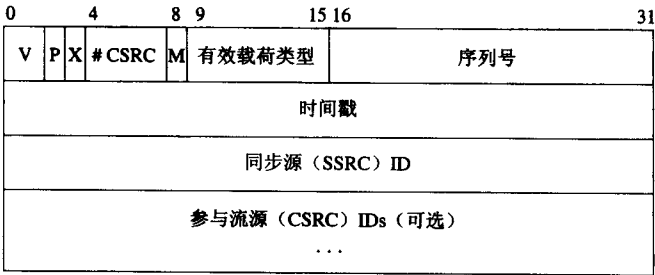 0 4 8 9 15 16 31
V P X # CSRC M 有效载荷类型 序列号
时间戳
同步源（SSRC）ID
参与流源（CSRC）IDs（可选）
...